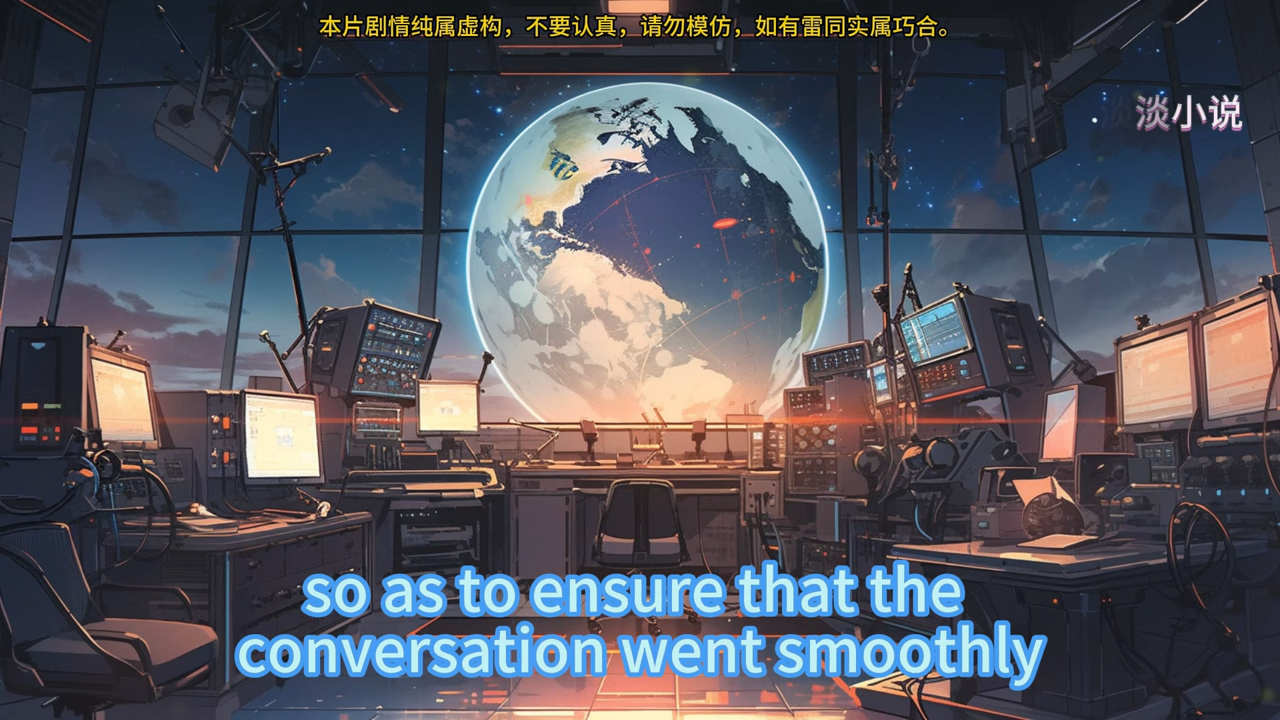 本片剧情纯属虚构，不要认真，请勿模仿，如有雷同实属巧合。
淡小说
so as to ensure that the
conversation went smoothly